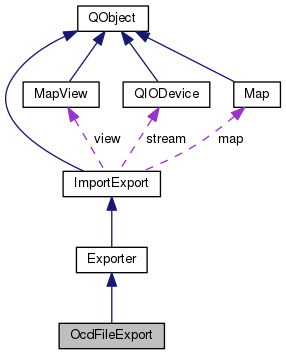 QObject
MapView
QIODevice
Map
view
stream
map
ImportExport
Exporter
OcdFileExport